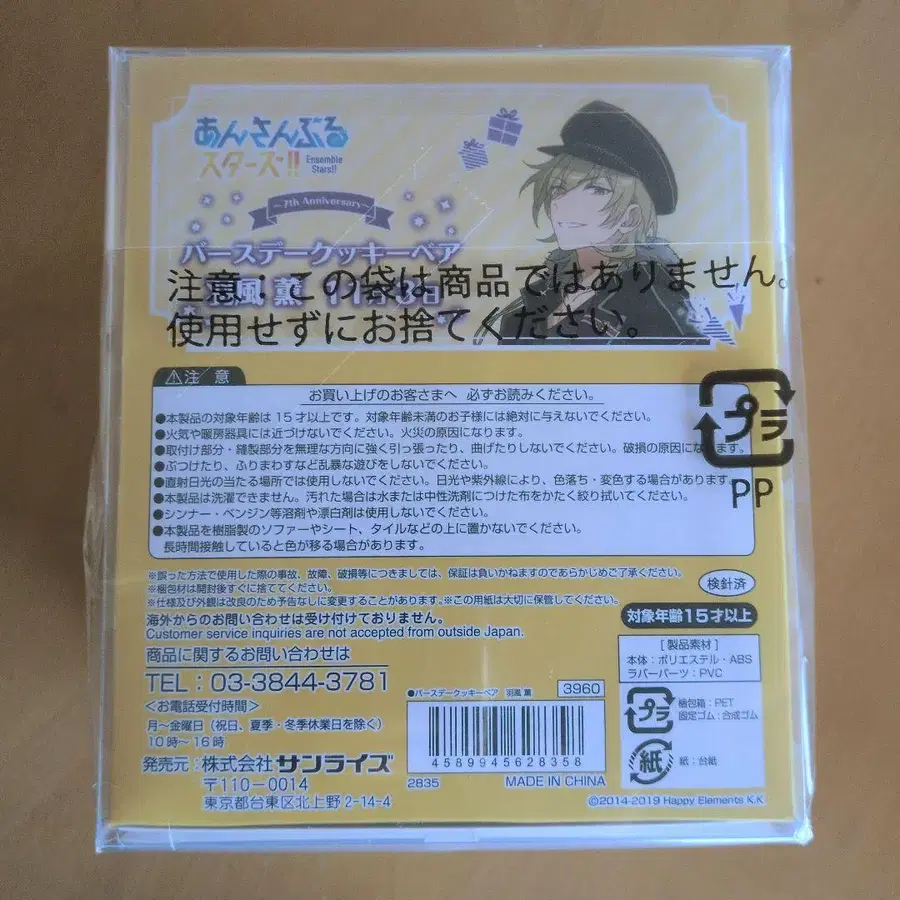 あんさんぶる
スターズ!!
Ensemble
Stars!!
~7th Anniversary~
バースデークッキーベア
風 薫 11月3日
注意：この袋は商品ではありません。
使用せずにお捨てください。
⚠注 意
お買い上げのお客さまへ 必ずお読みください。
●本製品の対象年齢は15才以上です。対象年齢未満のお子様には絶対に与えないでください。
●火気や暖房器具には近づけないでください。火災の原因になります。
●取付け部分・縫製部分を無理な方向に強く引っ張ったり、曲げたりしないでください。破損の原因になります。
●ぶつけたり、ふりまわすなど乱暴な遊びをしないでください。
●直射日光の当たる場所では使用しないでください。日光や紫外線により、色落ち・変色する場合があります。
●本製品は洗濯できません。汚れた場合は水または中性洗剤につけた布をかたく絞り拭いてください。
●シンナー・ベンジン等溶剤や漂白剤は使用しないでください。
●本製品を樹脂製のソファーやシート、タイルなどの上に置かないでください。
長時間接触していると色が移る場合があります。
プラ
PP
※誤った方法で使用した際の事故、故障、破損等につきましては、保証は負いかねますのであらかじめご了承ください。
※梱包材は開封後すぐに捨ててください。
※仕様及び外観は改良のため予告なしに変更することがあります。※この用紙は大切に保管してください。
検針済
海外からのお問い合わせは受け付けておりません。
Customer service inquiries are not accepted from outside Japan.
対象年齢15才以上
商品に関するお問い合わせは
TEL：03-3844-3781
<お電話受付時間>
月～金曜日（祝日、夏季・冬季休業日を除く）
10時～16時
発売元：株式会社サンライズ
〒110-0014
東京都台東区北上野2-14-4
●バースデークッキーベア 羽風 薫
3960
4589945628358
2835
MADE IN CHINA
[製品素材]
本体：ポリエステル・ABS
ラバーパーツ：PVC
プラ
梱包箱：PET
固定ゴム：合成ゴム
紙
紙：台紙
©2014-2019 Happy Elements K.K